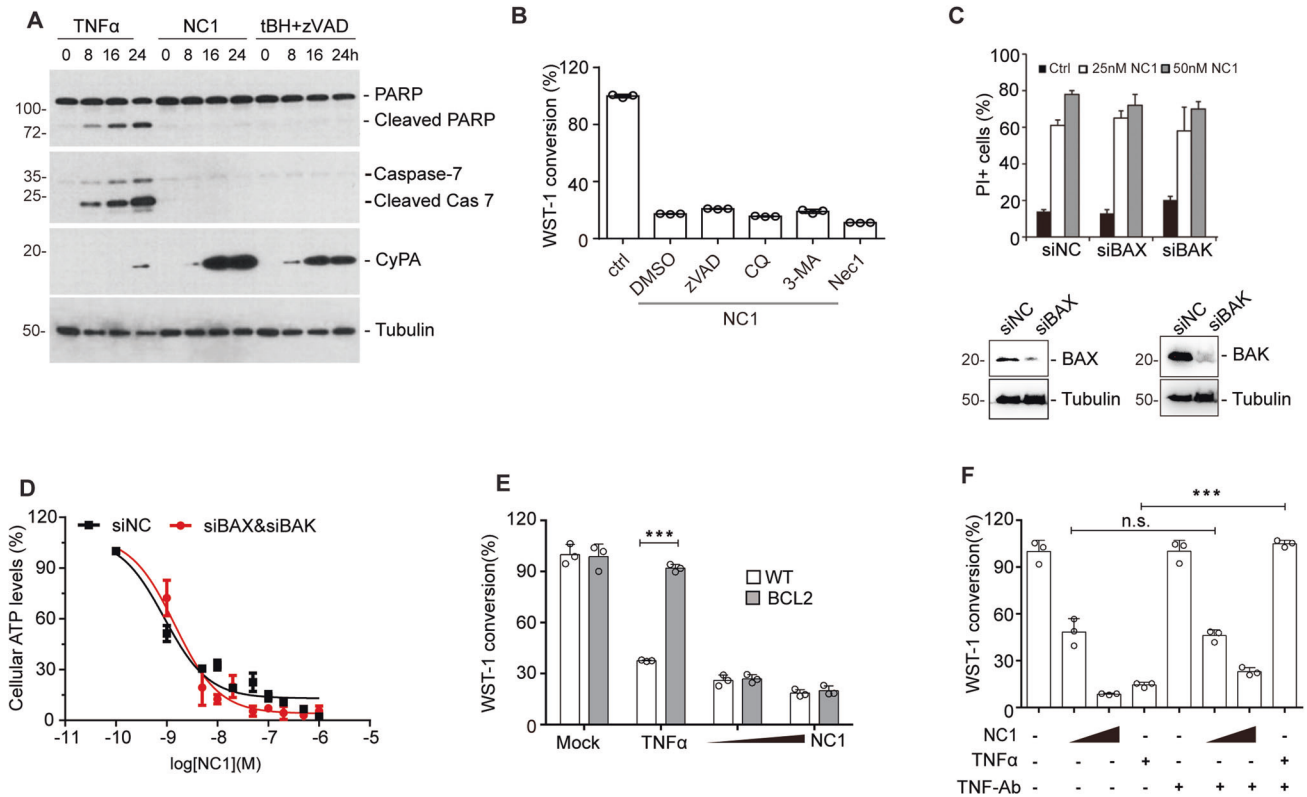 A
TNFα NC1 tBH+zVAD
0 8 16 24 0 8 16 24 0 8 16 24h
100-
72-
- PARP
- Cleaved PARP
35-
25-
-Caspase-7
-Cleaved Cas 7
20-
- CyPA
50-
- Tubulin
B
WST-1 conversion (%)
120
80
40
0
ctrl
DMSO
zVAD
CQ
3-MA
Nec1
NC1
C
Ctrl 25nM NC1 50nM NC1
PI+ cells (%)
100
80
60
40
20
0
siNC siBAX siBAK
siNC siBAX
20-
- BAX
50-
- Tubulin
siNC siBAK
20-
- BAK
50-
- Tubulin
D
siNC siBAX&siBAK
Cellular ATP levels (%)
120
90
60
30
0
-11 -10 -9 -8 -7 -6 -5
log[NC1](M)
E
WST-1 conversion(%)
120
90
60
30
0
***
WT
BCL2
Mock TNFα NC1
F
WST-1 conversion(%)
120
90
60
30
0
***
n.s.
NC1 - - - -
TNFα - - - + - - - +
TNF-Ab - - - - + + + +